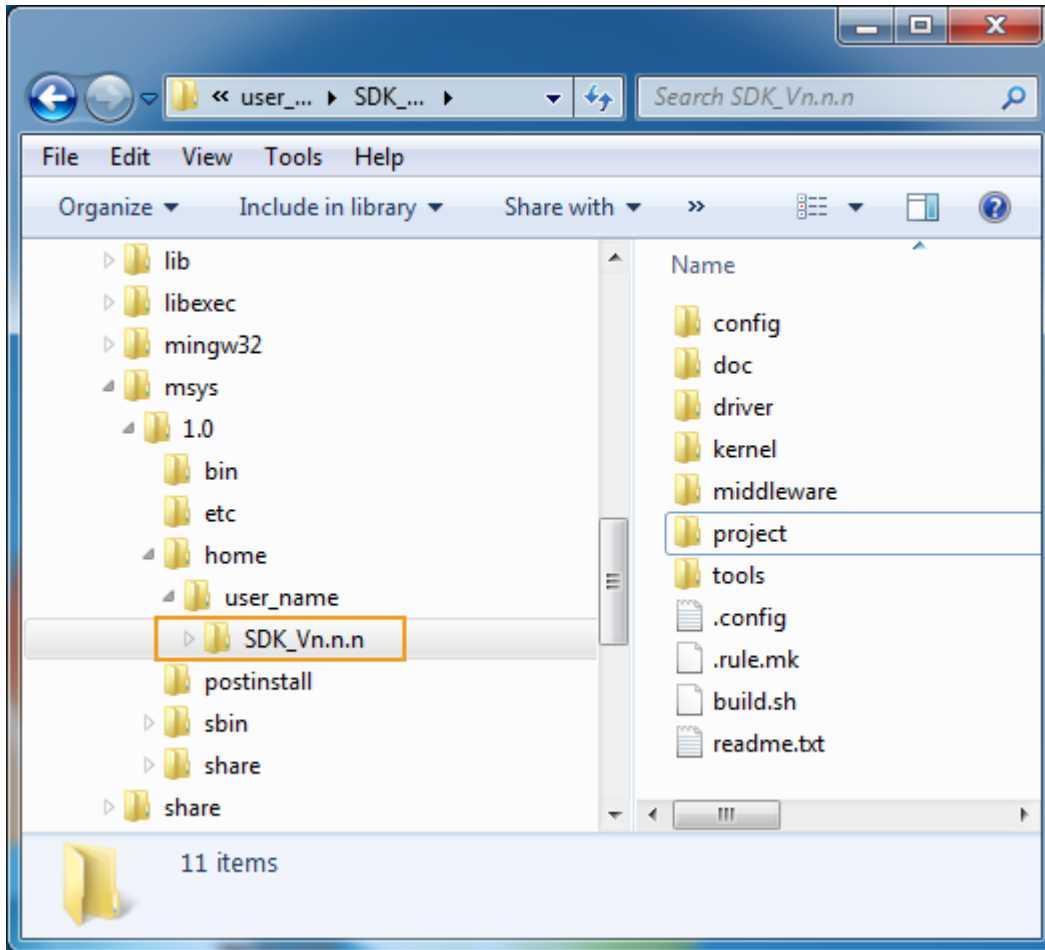 « user_... ▸ SDK_... ▸ Search SDK_Vn.n.n
File Edit View Tools Help
Organize ▼ Include in library ▼ Share with ▼ »
lib
libexec
mingw32
msys
1.0
bin
etc
home
user_name
SDK_Vn.n.n
postinstall
sbin
share
share
Name
config
doc
driver
kernel
middleware
project
tools
.config
.rule.mk
build.sh
readme.txt
11 items